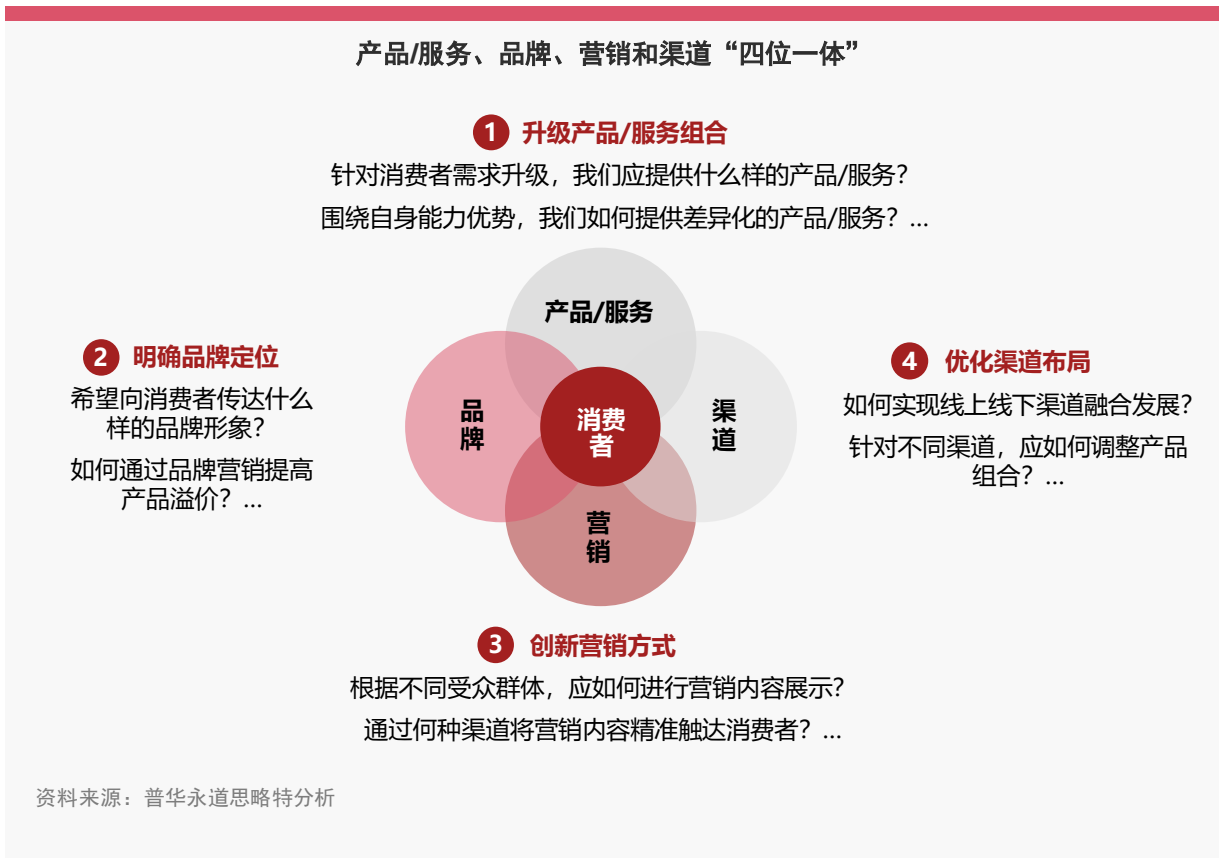 产品/服务、品牌、营销和渠道“四位一体”
1 升级产品/服务组合
针对消费者需求升级，我们应提供什么样的产品/服务？
围绕自身能力优势，我们如何提供差异化的产品/服务？...
产品/服务
2 明确品牌定位
希望向消费者传达什么
样的品牌形象？
如何通过品牌营销提高
产品溢价？...
品
牌
消费
者
渠
道
4 优化渠道布局
如何实现线上线下渠道融合发展？
针对不同渠道，应如何调整产品
组合？...
营
销
3 创新营销方式
根据不同受众群体，应如何进行营销内容展示？
通过何种渠道将营销内容精准触达消费者？...
资料来源：普华永道思略特分析